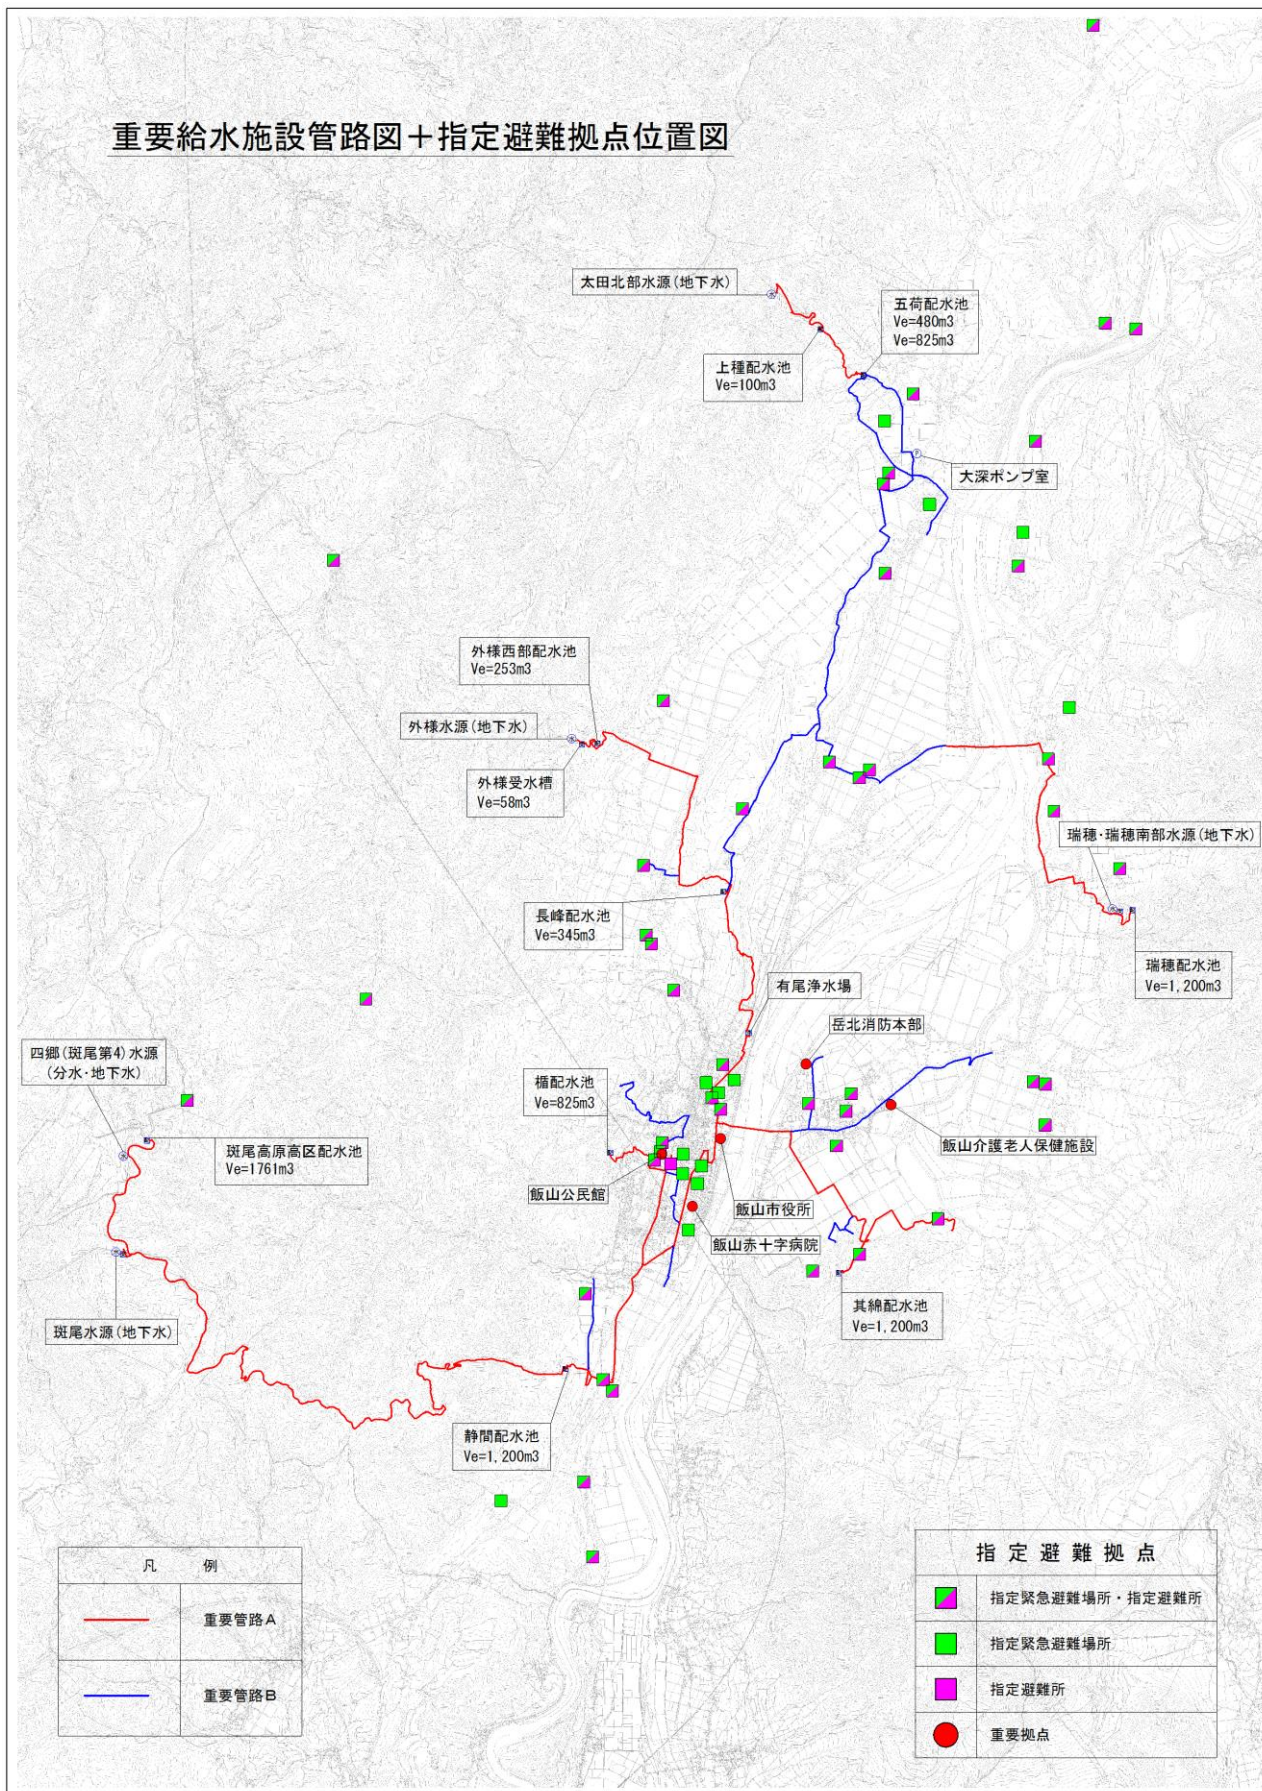 重要給水施設管路図＋指定避難拠点位置図
太田北部水源(地下水)
五荷配水池
Ve=480m3
Ve=825m3
上種配水池
Ve=100m3
大深ポンプ室
外様西部配水池
Ve=253m3
外様水源(地下水)
外様受水槽
Ve=58m3
瑞穂･瑞穂南部水源(地下水)
長峰配水池
Ve=345m3
瑞穂配水池
Ve=1,200m3
有尾浄水場
岳北消防本部
四郷(斑尾第4)水源
(分水･地下水)
楯配水池
Ve=825m3
斑尾高原高区配水池
Ve=1761m3
飯山介護老人保健施設
飯山公民館
飯山市役所
飯山赤十字病院
斑尾水源(地下水)
其綿配水池
Ve=1,200m3
静間配水池
Ve=1,200m3
凡　例
重要管路A
重要管路B
指定避難拠点
指定緊急避難場所・指定避難所
指定緊急避難場所
指定避難所
重要拠点